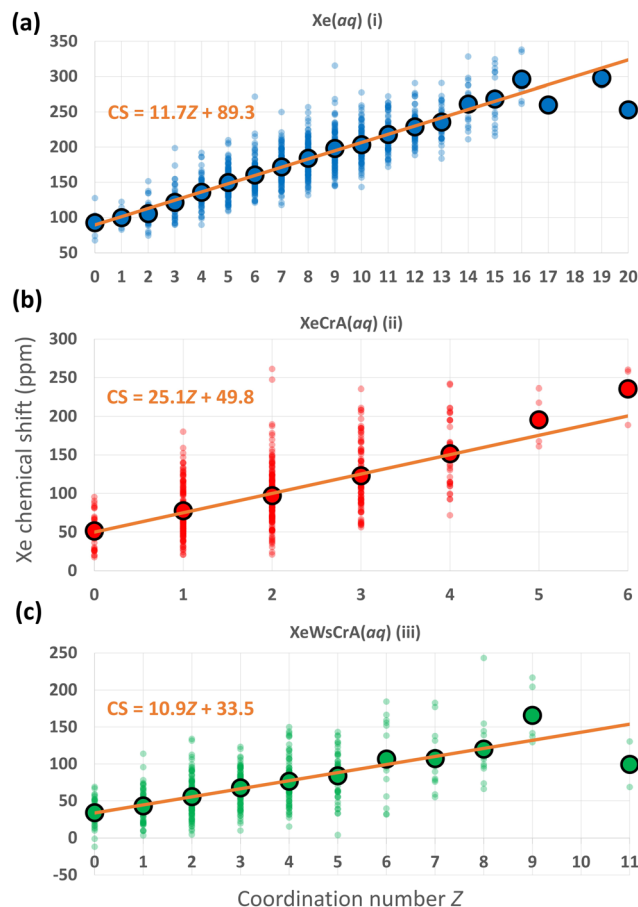 (a)
Xe(aq) (i)
350
300
250
200
150
100
50
CS = 11.7Z + 89.3
0 1 2 3 4 5 6 7 8 9 10 11 12 13 14 15 16 17 18 19 20
(b)
XeCrA(aq) (ii)
300
250
200
150
100
50
0
CS = 25.1Z + 49.8
0 1 2 3 4 5 6
Xe chemical shift (ppm)
(c)
XeWsCrA(aq) (iii)
250
200
150
100
50
0
-50
CS = 10.9Z + 33.5
0 1 2 3 4 5 6 7 8 9 10 11
Coordination number Z